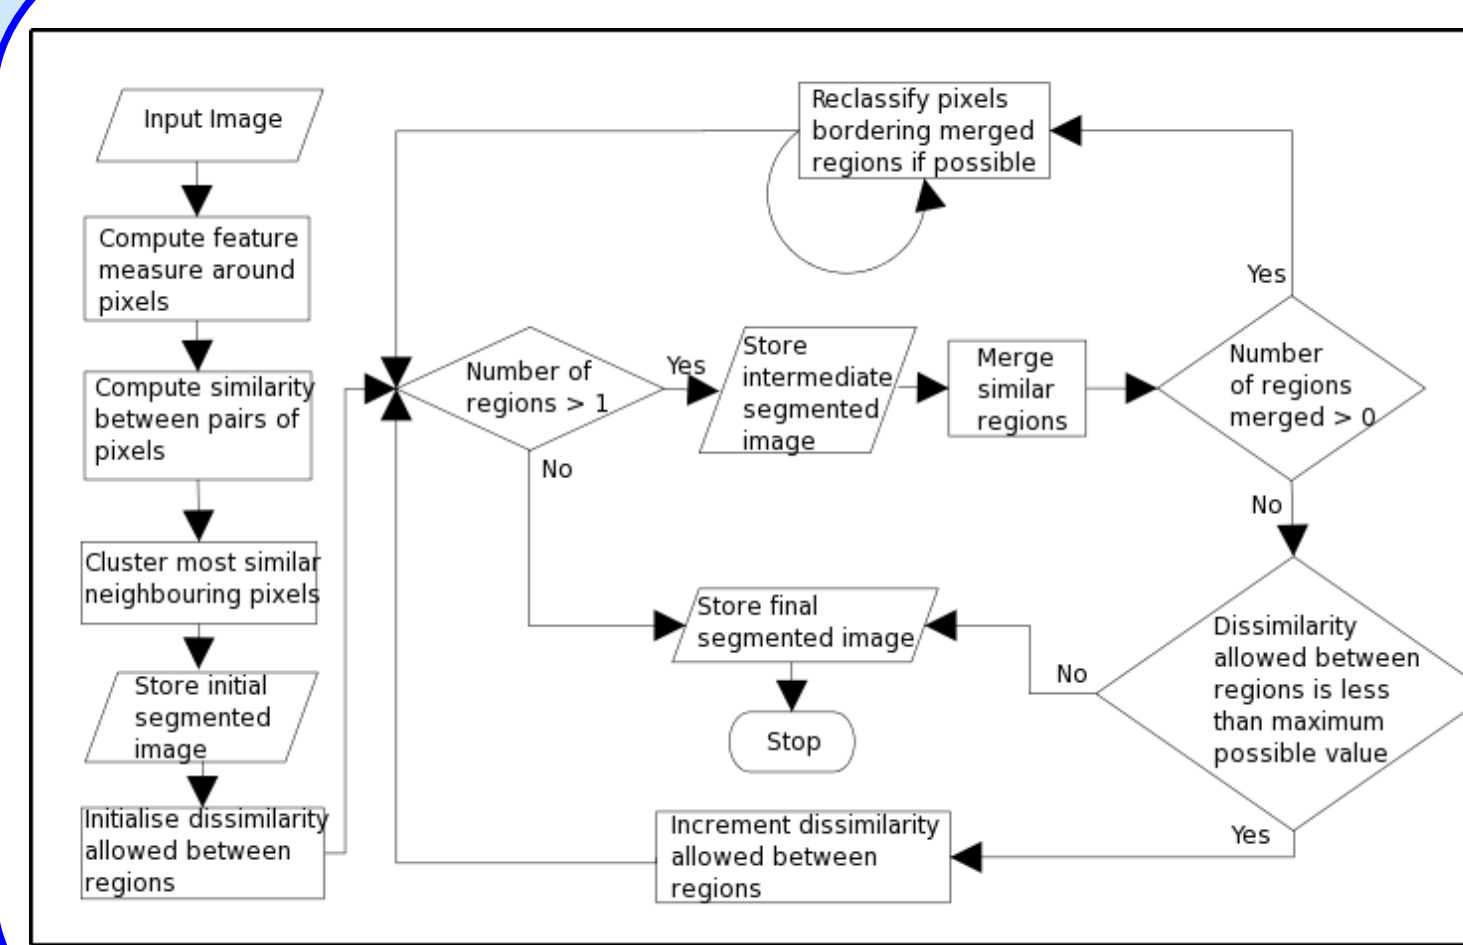 Input Image
Compute feature
measure around
pixels
Compute similarity
between pairs of
pixels
Cluster most similar
neighbouring pixels
Store initial
segmented
image
Initialise dissimilarity
allowed between
regions
Reclassify pixels
bordering merged
regions if possible
Number of
regions > 1
Yes
No
Store
intermediate
segmented
image
Merge
similar
regions
Number
of regions
merged > 0
Yes
No
Dissimilarity
allowed between
regions is less
than maximum
possible value
No
Yes
Store final
segmented image
Stop
Increment dissimilarity
allowed between
regions